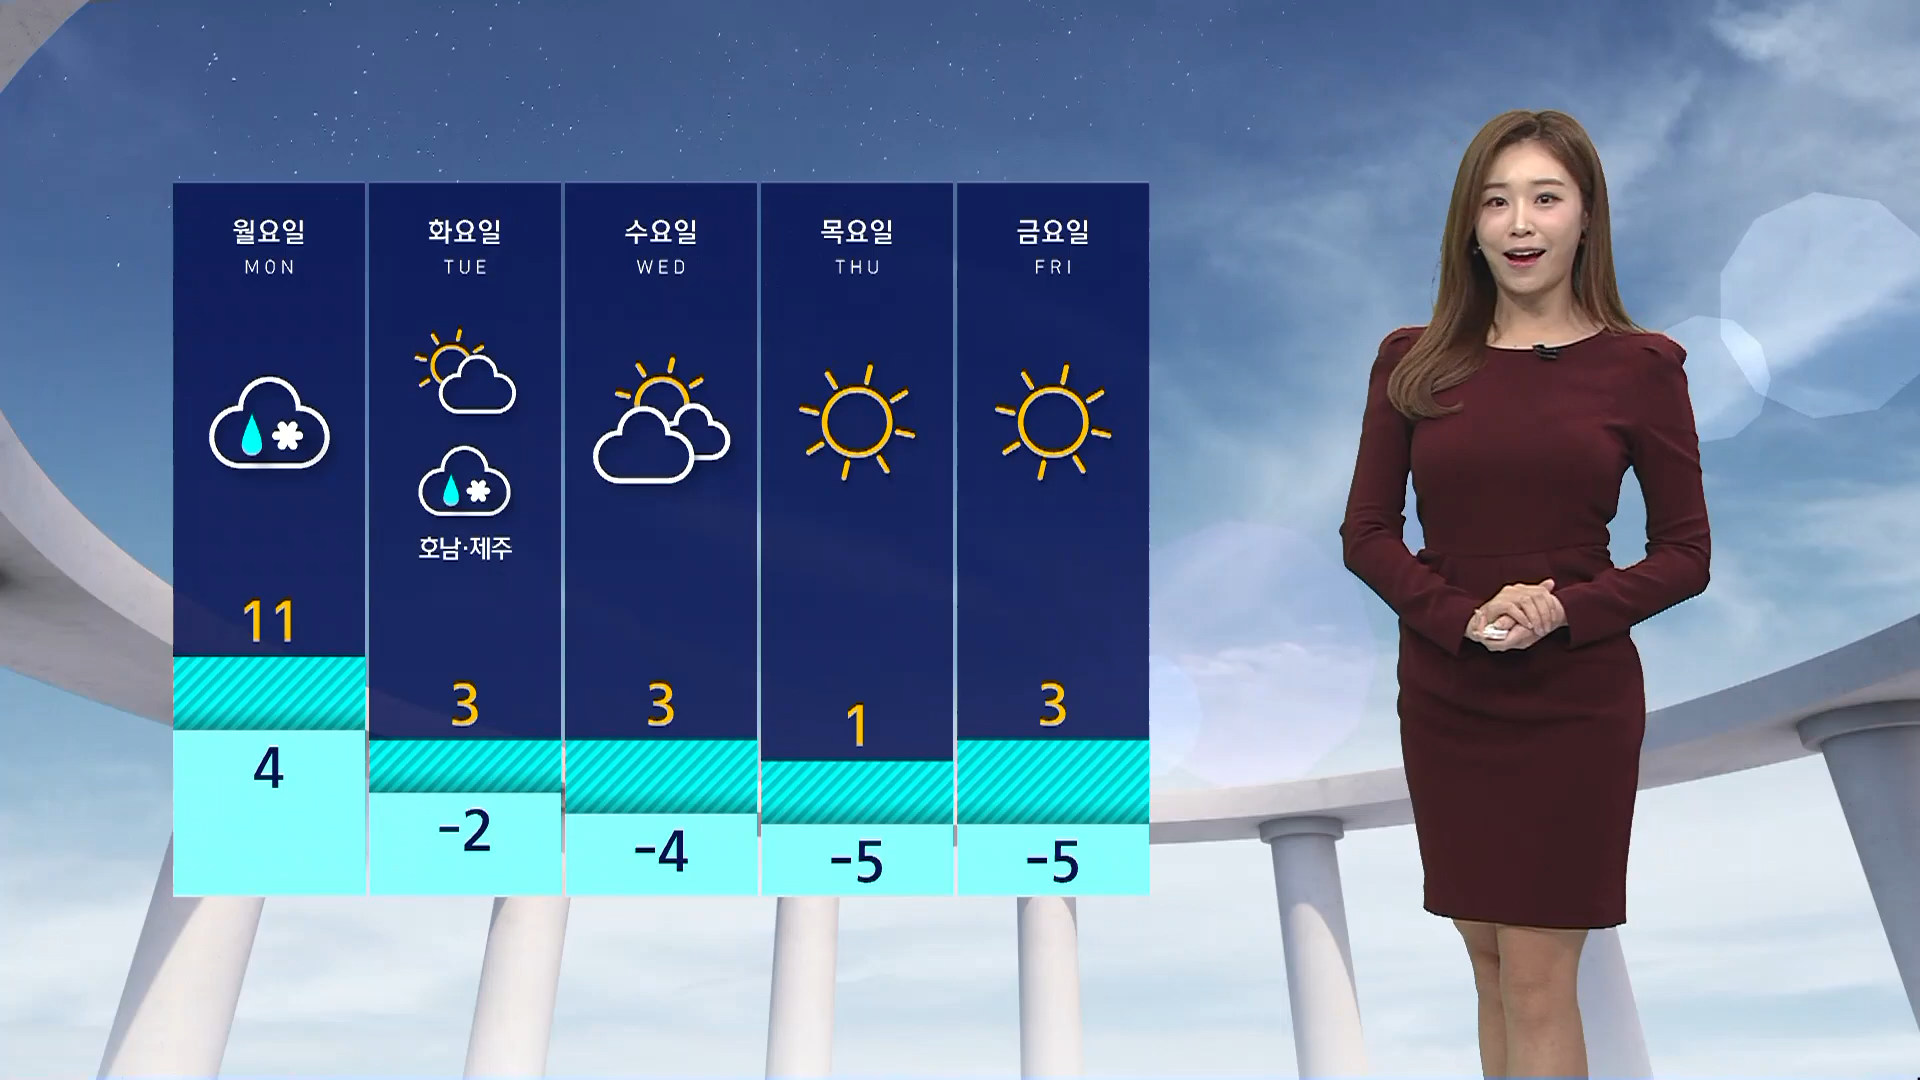 월요일 화요일 수요일 목요일 금요일
MON TUE WED THU FRI
호남·제주
11 3 3 1 3
4 -2 -4 -5 -5